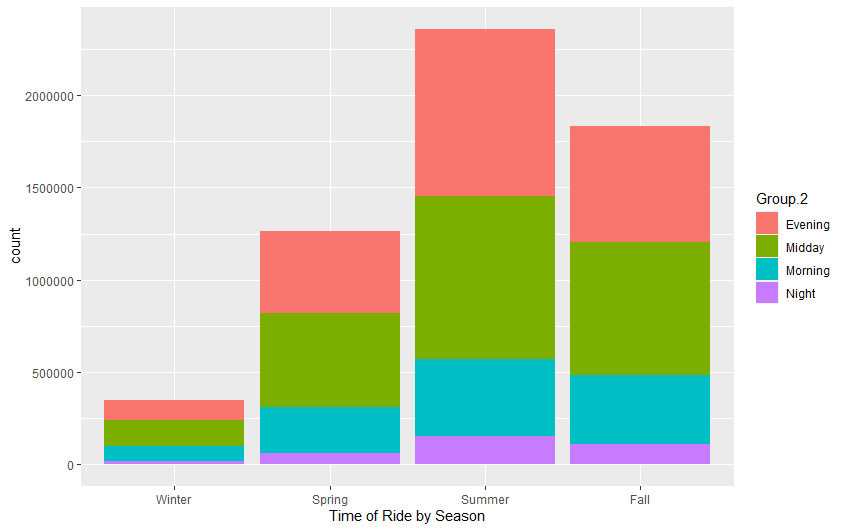 2000000
1500000
1000000
500000
0
count
Winter Spring Summer Fall
Time of Ride by Season
Group.2
Evening
Midday
Morning
Night